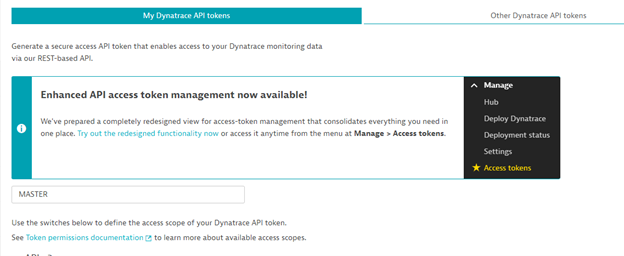 My Dynatrace API tokens
Other Dynatrace API tokens
Generate a secure access API token that enables access to your Dynatrace monitoring data
via our REST-based API.
Enhanced API access token management now available!
We've prepared a completely redesigned view for access-token management that consolidates everything you need in
one place. Try out the redesigned functionality now or access it anytime from the menu at Manage > Access tokens.
Manage
Hub
Deploy Dynatrace
Deployment status
Settings
Access tokens
MASTER
Use the switches below to define the access scope of your Dynatrace API token.
See Token permissions documentation to learn more about available access scopes.